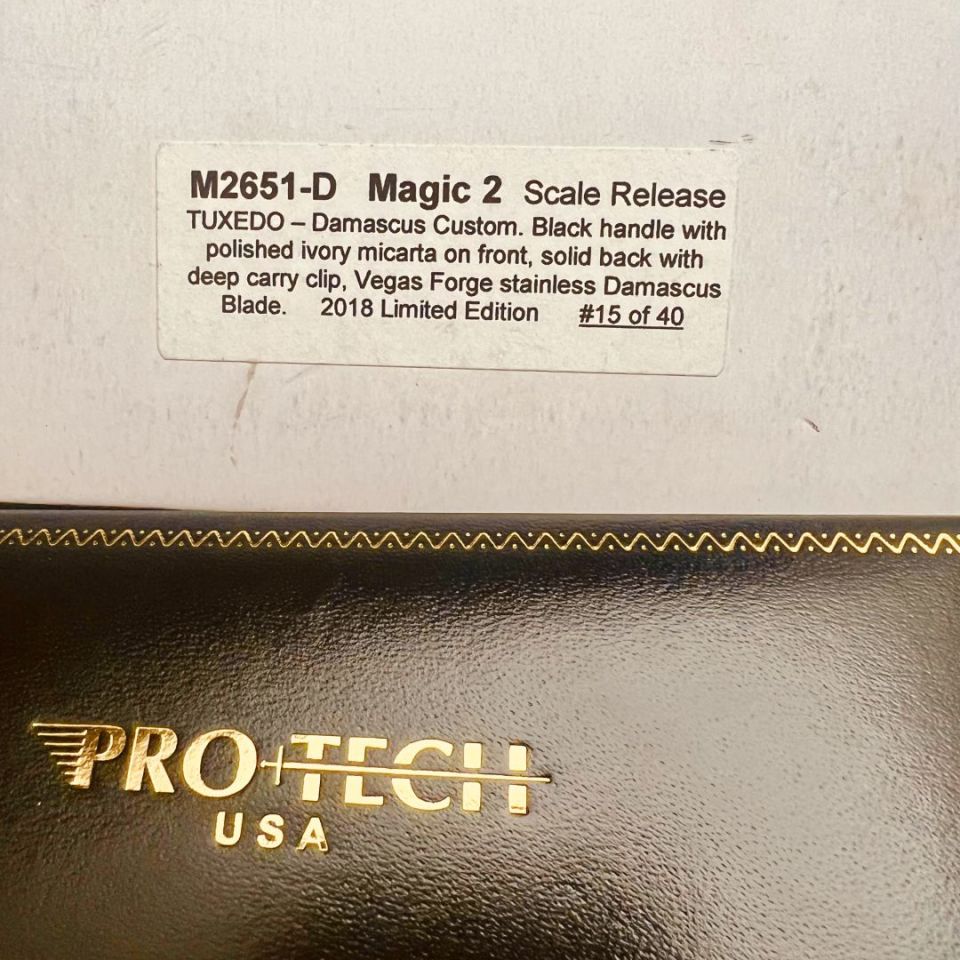 M2651-D Magic 2 Scale Release
TUXEDO – Damascus Custom. Black handle with
polished ivory micarta on front, solid back with
deep carry clip, Vegas Forge stainless Damascus
Blade. 2018 Limited Edition #15 of 40
PRO-TECH
USA